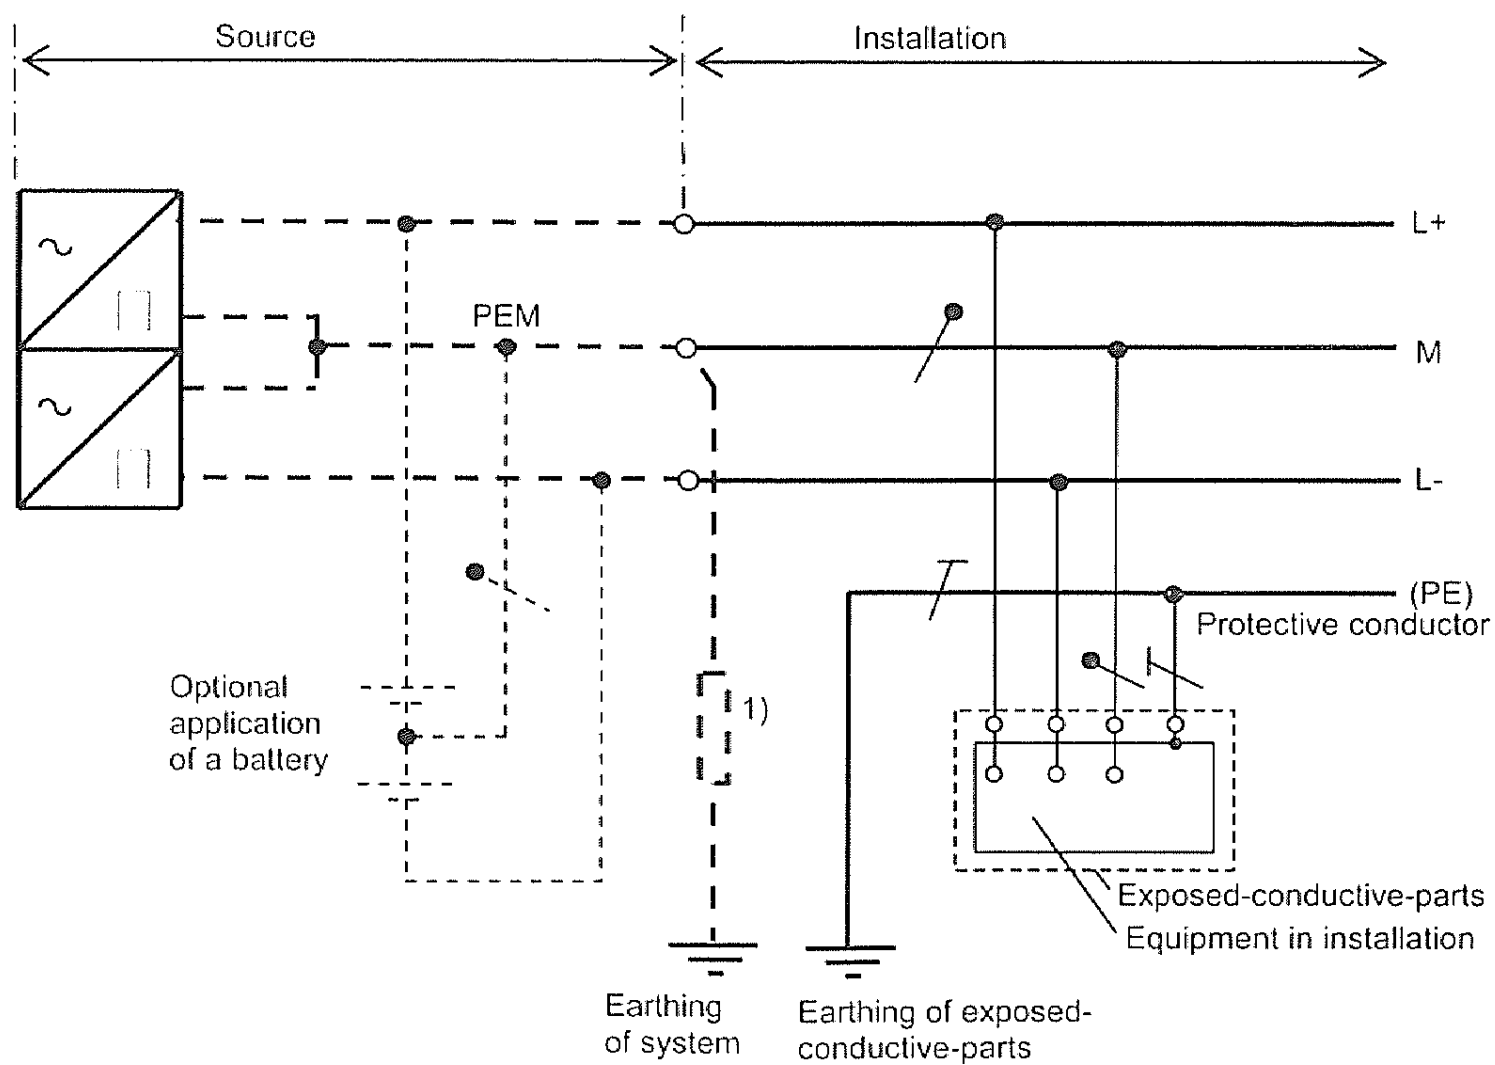 Source
Installation
L+
PEM
M
L-
(PE)
Protective conductor
Optional
application
of a battery
1)
Exposed-conductive-parts
Equipment in installation
Earthing
of system
Earthing of exposed-
conductive-parts